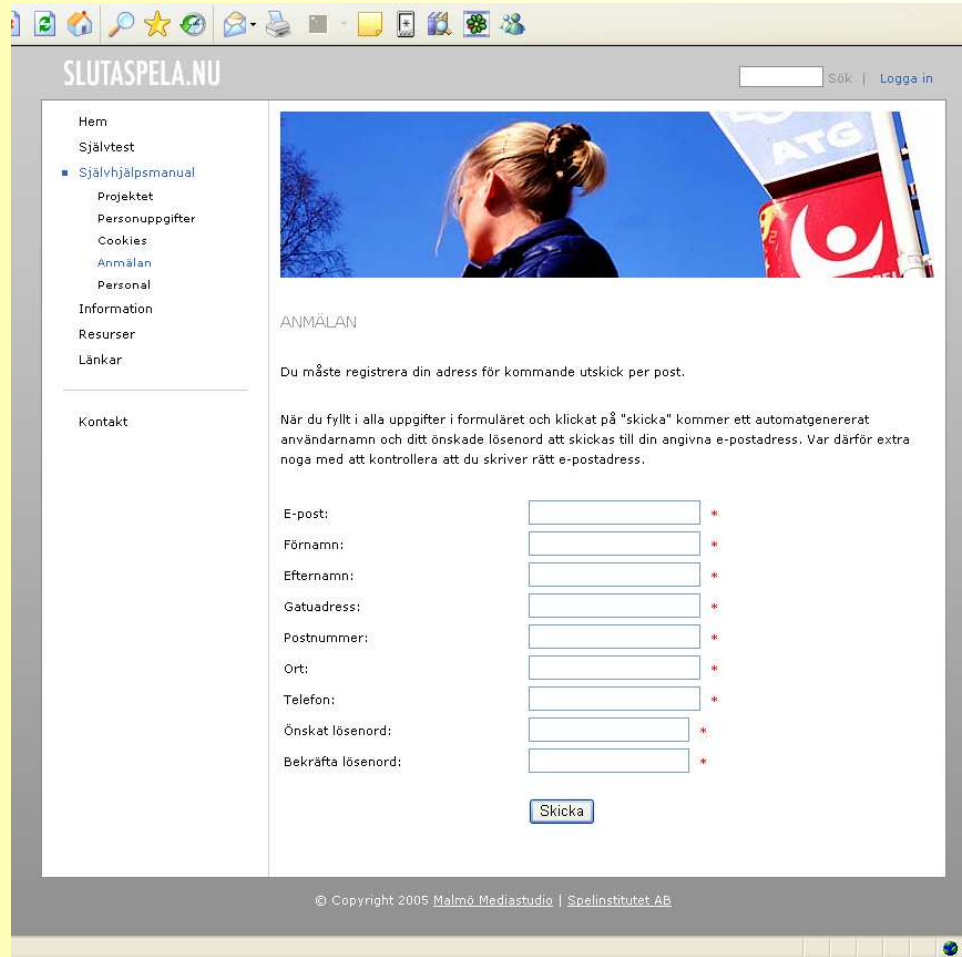 SLUTASPELA.NU
Sök | Logga in
Hem
Självtest
Självhjälpsmanual
Projektet
Personuppgifter
Cookies
Anmälan
Personal
Information
Resurser
Länkar
Kontakt
ATG
ANMÄLAN
Du måste registrera din adress för kommande utskick per post.
När du fyllt i alla uppgifter i formuläret och klickat på "skicka" kommer ett automatgenererat
användarnamn och ditt önskade lösenord att skickas till din angivna e-postadress. Var därför extra
noga med att kontrollera att du skriver rätt e-postadress.
E-post: *
Förnamn: *
Efternamn: *
Gatuadress: *
Postnummer: *
Ort: *
Telefon: *
Önskat lösenord: *
Bekräfta lösenord: *
Skicka
© Copyright 2005 Malmö Mediastudio | Spelinstitutet AB